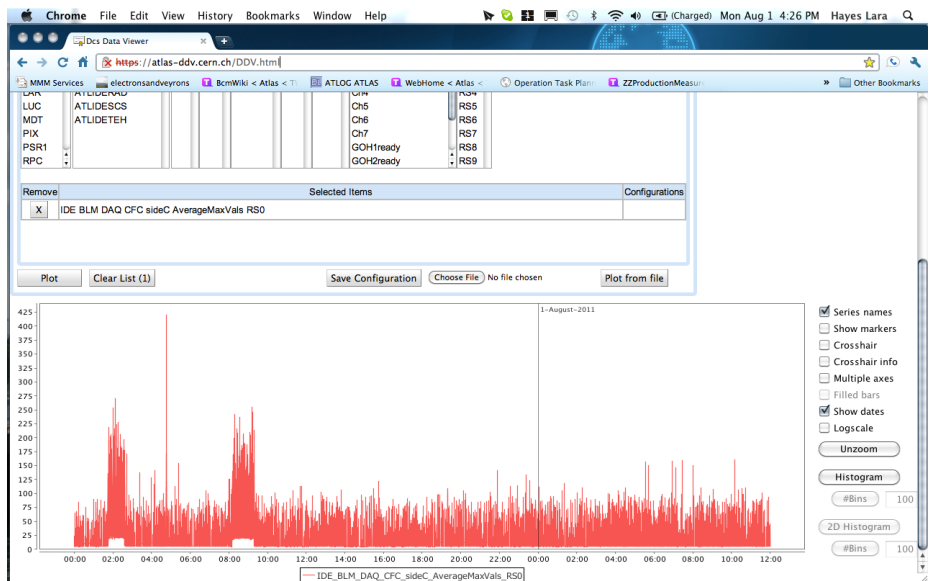 Chrome File Edit View History Bookmarks Window Help (Charged) Mon Aug 1 4:26 PM Hayes Lara
Dcs Data Viewer
https://atlas-ddv.cern.ch/DDV.html
MMM Services electronsandveyrons BcmWiki < Atlas < T ATLOG ATLAS WebHome < Atlas < Operation Task Plann ZZProductionMeasur » Other Bookmarks
LAR ATLIDERAD Ch4 RS4
LUC ATLIDESCS Ch5 RS5
MDT ATLIDETEH Ch6 RS6
PIX Ch7 RS7
PSR1 GOH1ready RS8
RPC GOH2ready RS9
Remove Selected Items Configurations
X IDE BLM DAQ CFC sideC AverageMaxVals RS0
Plot Clear List (1) Save Configuration Choose File No file chosen Plot from file
1-August-2011
425
400
375
350
325
300
275
250
225
200
175
150
125
100
75
50
25
0
00:00 02:00 04:00 06:00 08:00 10:00 12:00 14:00 16:00 18:00 20:00 22:00 00:00 02:00 04:00 06:00 08:00 10:00 12:00
IDE_BLM_DAQ_CFC_sideC_AverageMaxVals_RS0
Series names
Show markers
Crosshair
Crosshair info
Multiple axes
Filled bars
Show dates
Logscale
Unzoom
Histogram
#Bins 100
2D Histogram
#Bins 100